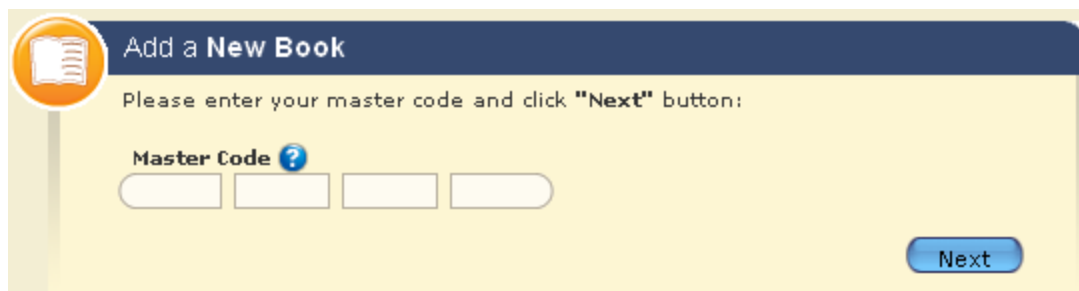 Add a New Book
Please enter your master code and click "Next" button:
Master Code ?
Next